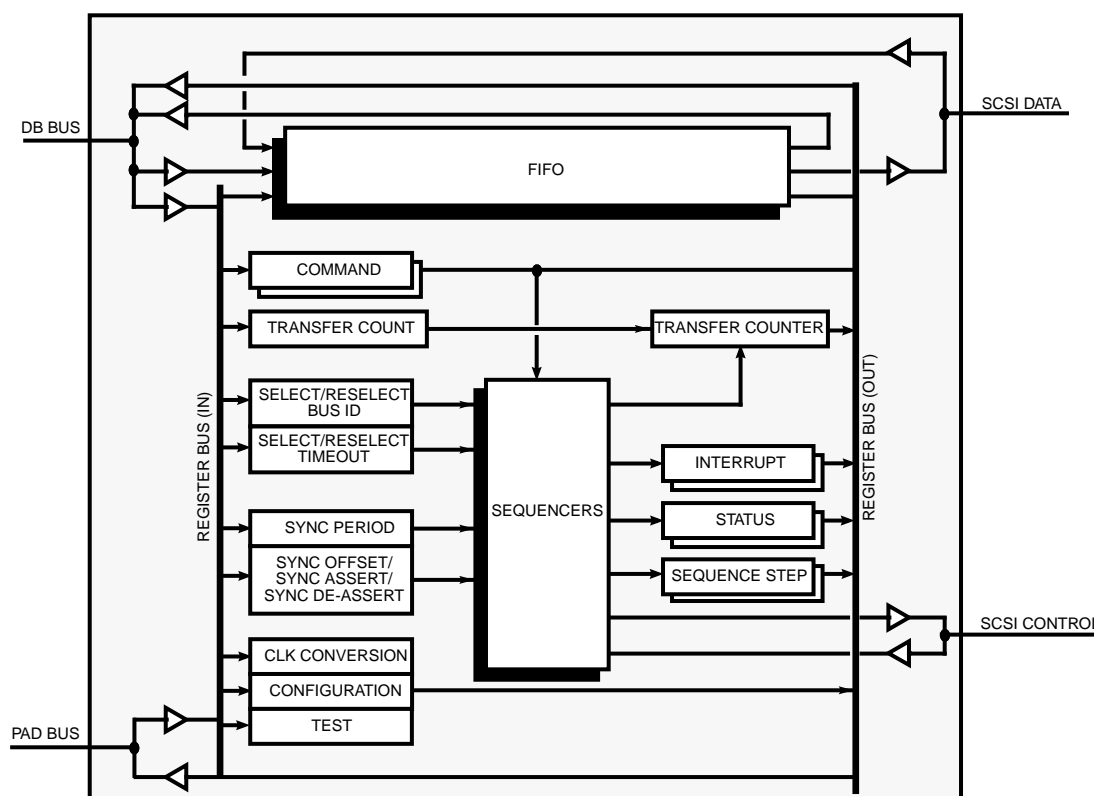 SCSI DATA
DB BUS
FIFO
COMMAND
TRANSFER COUNT
TRANSFER COUNTER
REGISTER BUS (IN)
REGISTER BUS (OUT)
SELECT/RESELECT
BUS ID
SELECT/RESELECT
TIMEOUT
SEQUENCERS
INTERRUPT
STATUS
SEQUENCE STEP
SYNC PERIOD
SYNC OFFSET/
SYNC ASSERT/
SYNC DE-ASSERT
SCSI CONTROL
CLK CONVERSION
CONFIGURATION
TEST
PAD BUS